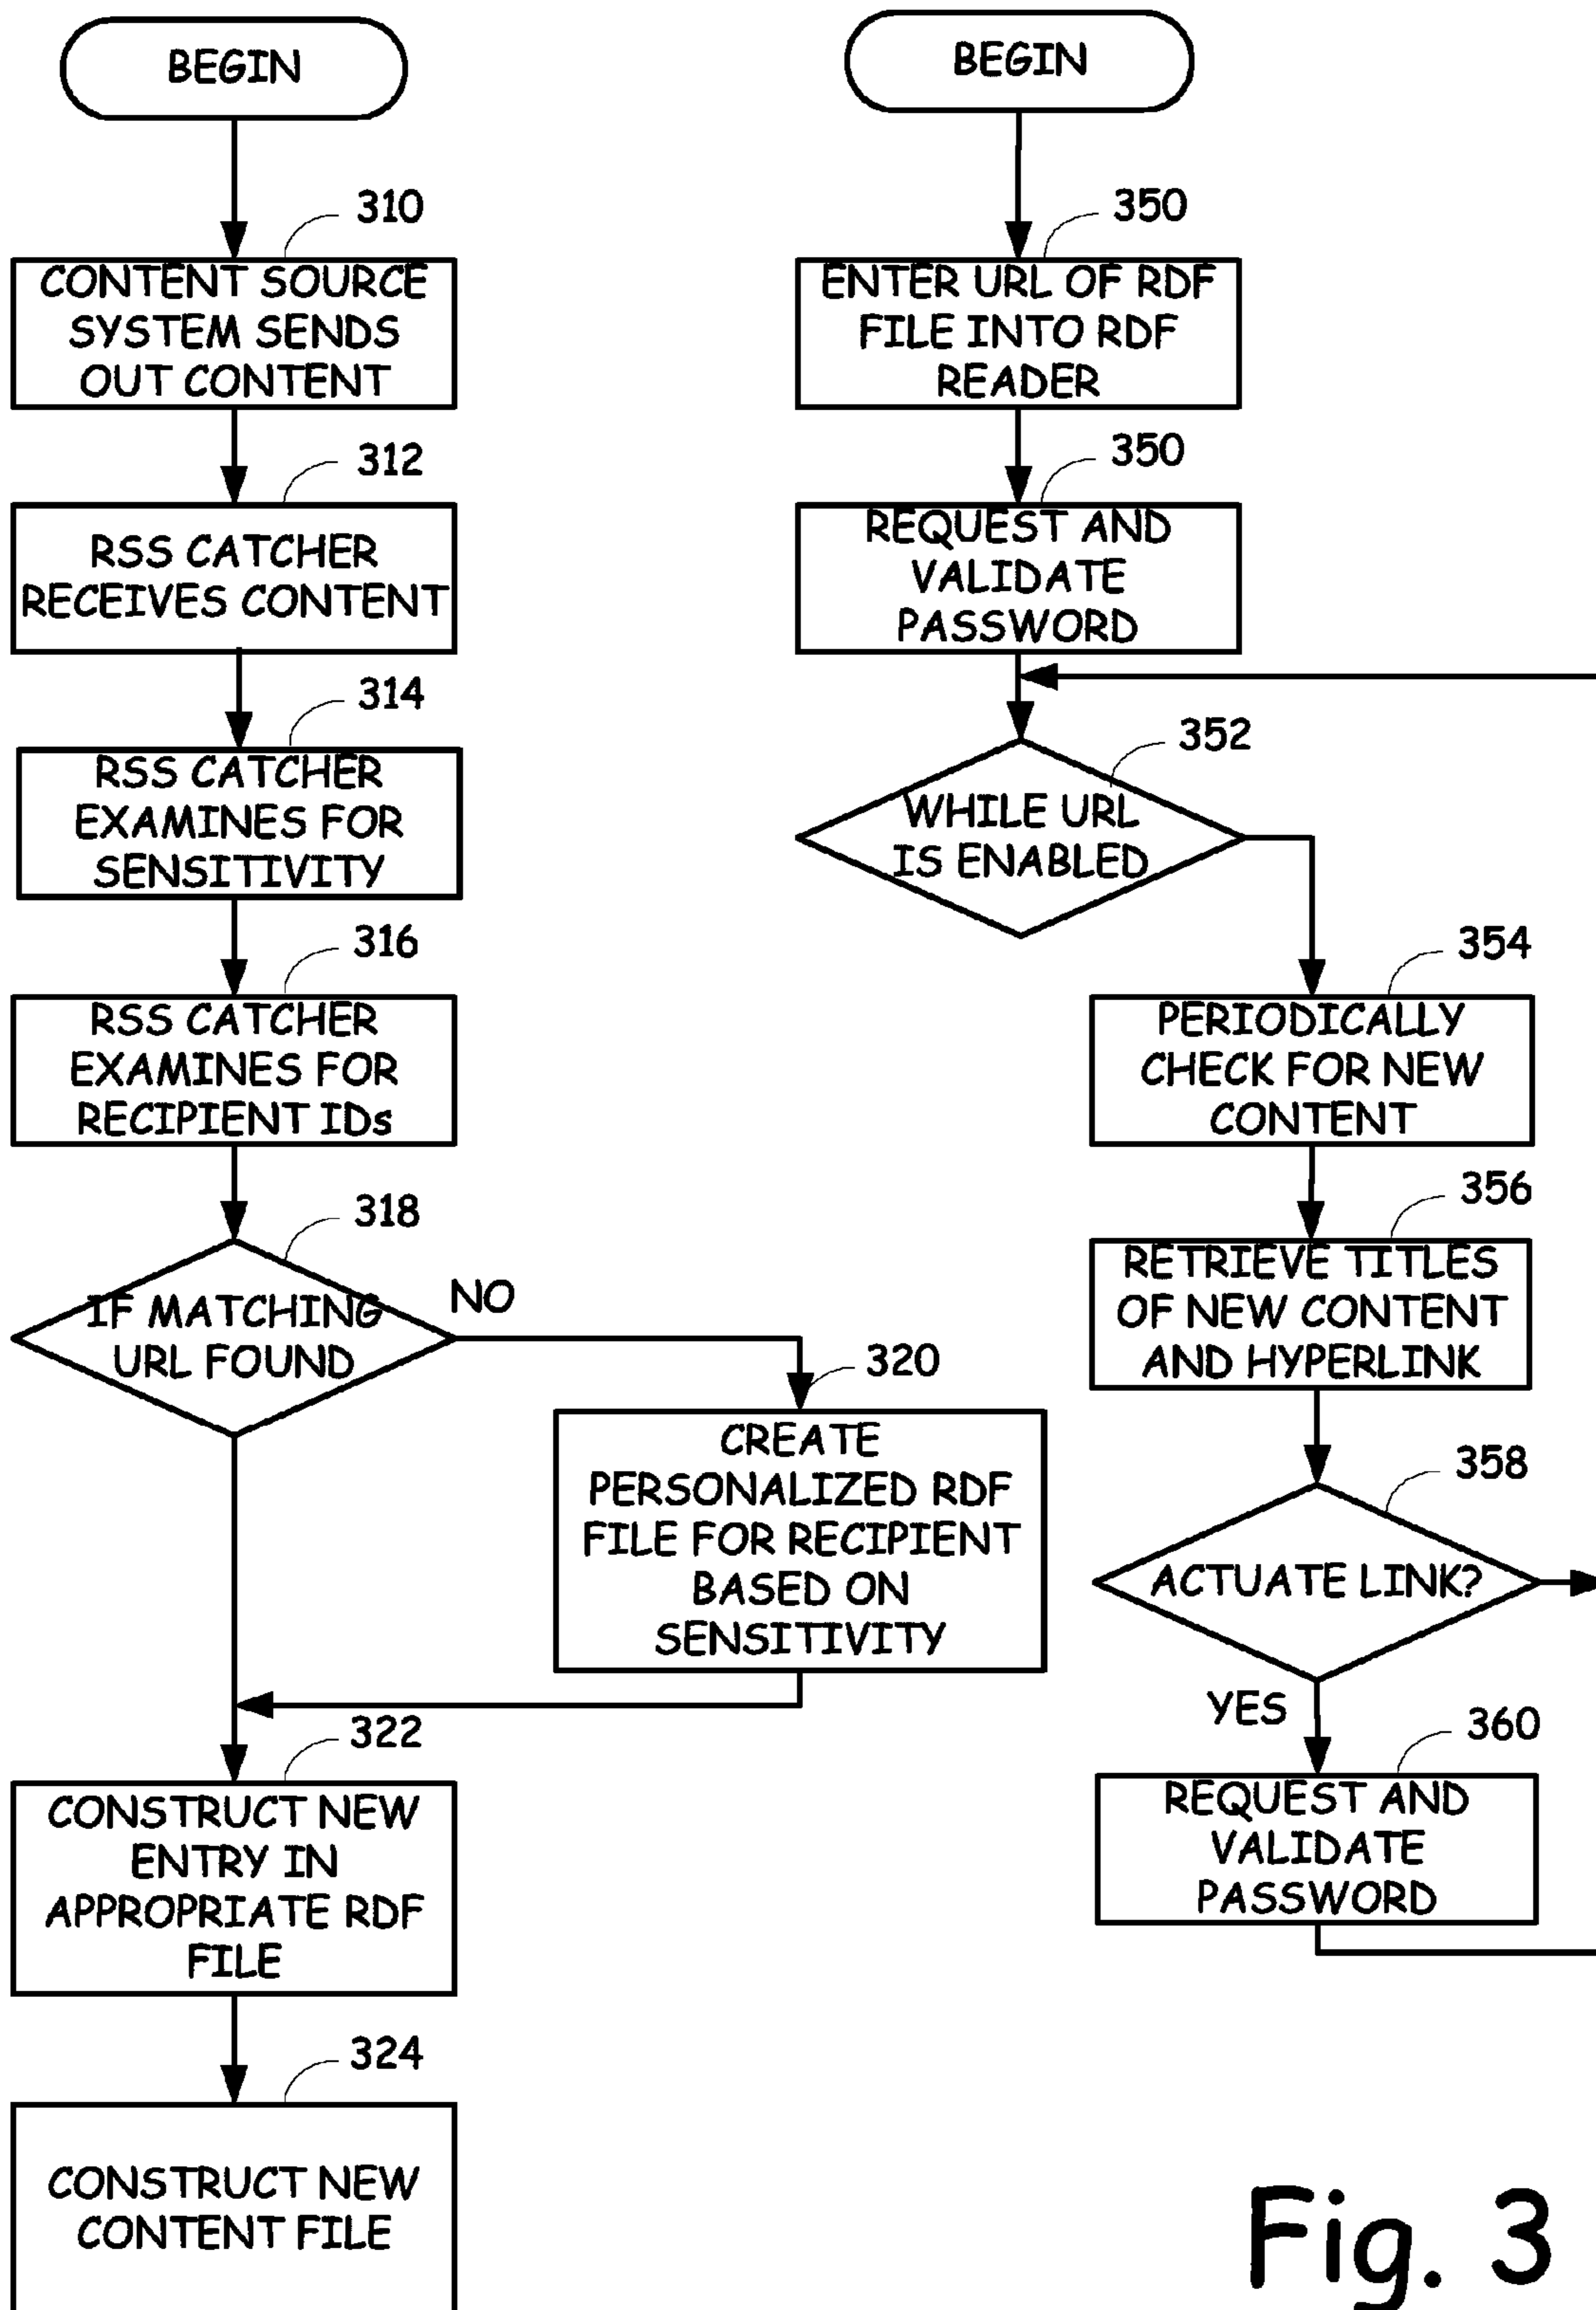 BEGIN
310
CONTENT SOURCE
SYSTEM SENDS
OUT CONTENT
312
RSS CATCHER
RECEIVES CONTENT
314
RSS CATCHER
EXAMINES FOR
SENSITIVITY
316
RSS CATCHER
EXAMINES FOR
RECIPIENT IDs
318
IF MATCHING
URL FOUND
NO
320
CREATE
PERSONALIZED RDF
FILE FOR RECIPIENT
BASED ON
SENSITIVITY
322
CONSTRUCT NEW
ENTRY IN
APPROPRIATE RDF
FILE
324
CONSTRUCT NEW
CONTENT FILE
BEGIN
350
ENTER URL OF RDF
FILE INTO RDF
READER
350
REQUEST AND
VALIDATE
PASSWORD
352
WHILE URL
IS ENABLED
354
PERIODICALLY
CHECK FOR NEW
CONTENT
356
RETRIEVE TITLES
OF NEW CONTENT
AND HYPERLINK
358
ACTUATE LINK?
YES
360
REQUEST AND
VALIDATE
PASSWORD
Fig. 3